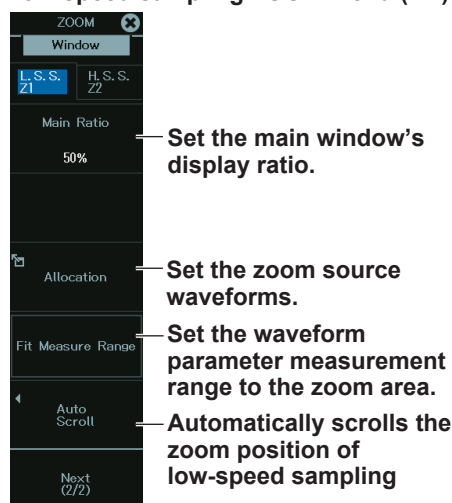 ZOOM
Window
L. S. S.
Z1
H. S. S.
Z2
Main Ratio
50%
Set the main window's
display ratio.
Allocation
Set the zoom source
waveforms.
Fit Measure Range
Set the waveform
parameter measurement
range to the zoom area.
Auto
Scroll
Automatically scrolls the
zoom position of
low-speed sampling
Next
(2/2)